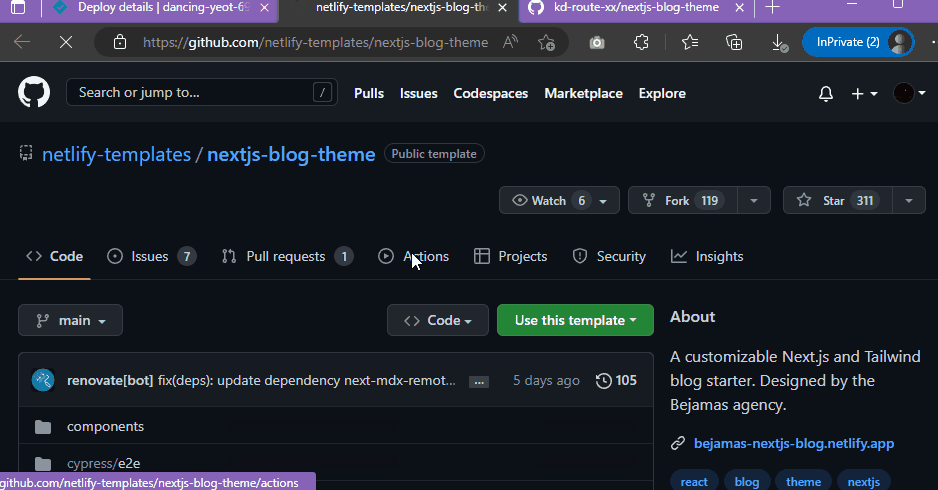 Deploy details | dancing-yeot-69
netlify-templates/nextjs-blog-the
kd-route-xx/nextjs-blog-theme
https://github.com/netlify-templates/nextjs-blog-theme
InPrivate (2)
Search or jump to...
/
Pulls
Issues
Codespaces
Marketplace
Explore
netlify-templates / nextjs-blog-theme
Public template
Watch 6
Fork 119
Star 311
Code
Issues 7
Pull requests 1
Actions
Projects
Security
Insights
main
Code
Use this template
About
renovate[bot] fix(deps): update dependency next-mdx-remot... ... 5 days ago 105
A customizable Next.js and Tailwind
blog starter. Designed by the
Bejamas agency.
components
bejamas-nextjs-blog.netlify.app
cypress/e2e
react
blog
theme
nextjs
github.com/netlify-templates/nextjs-blog-theme/actions